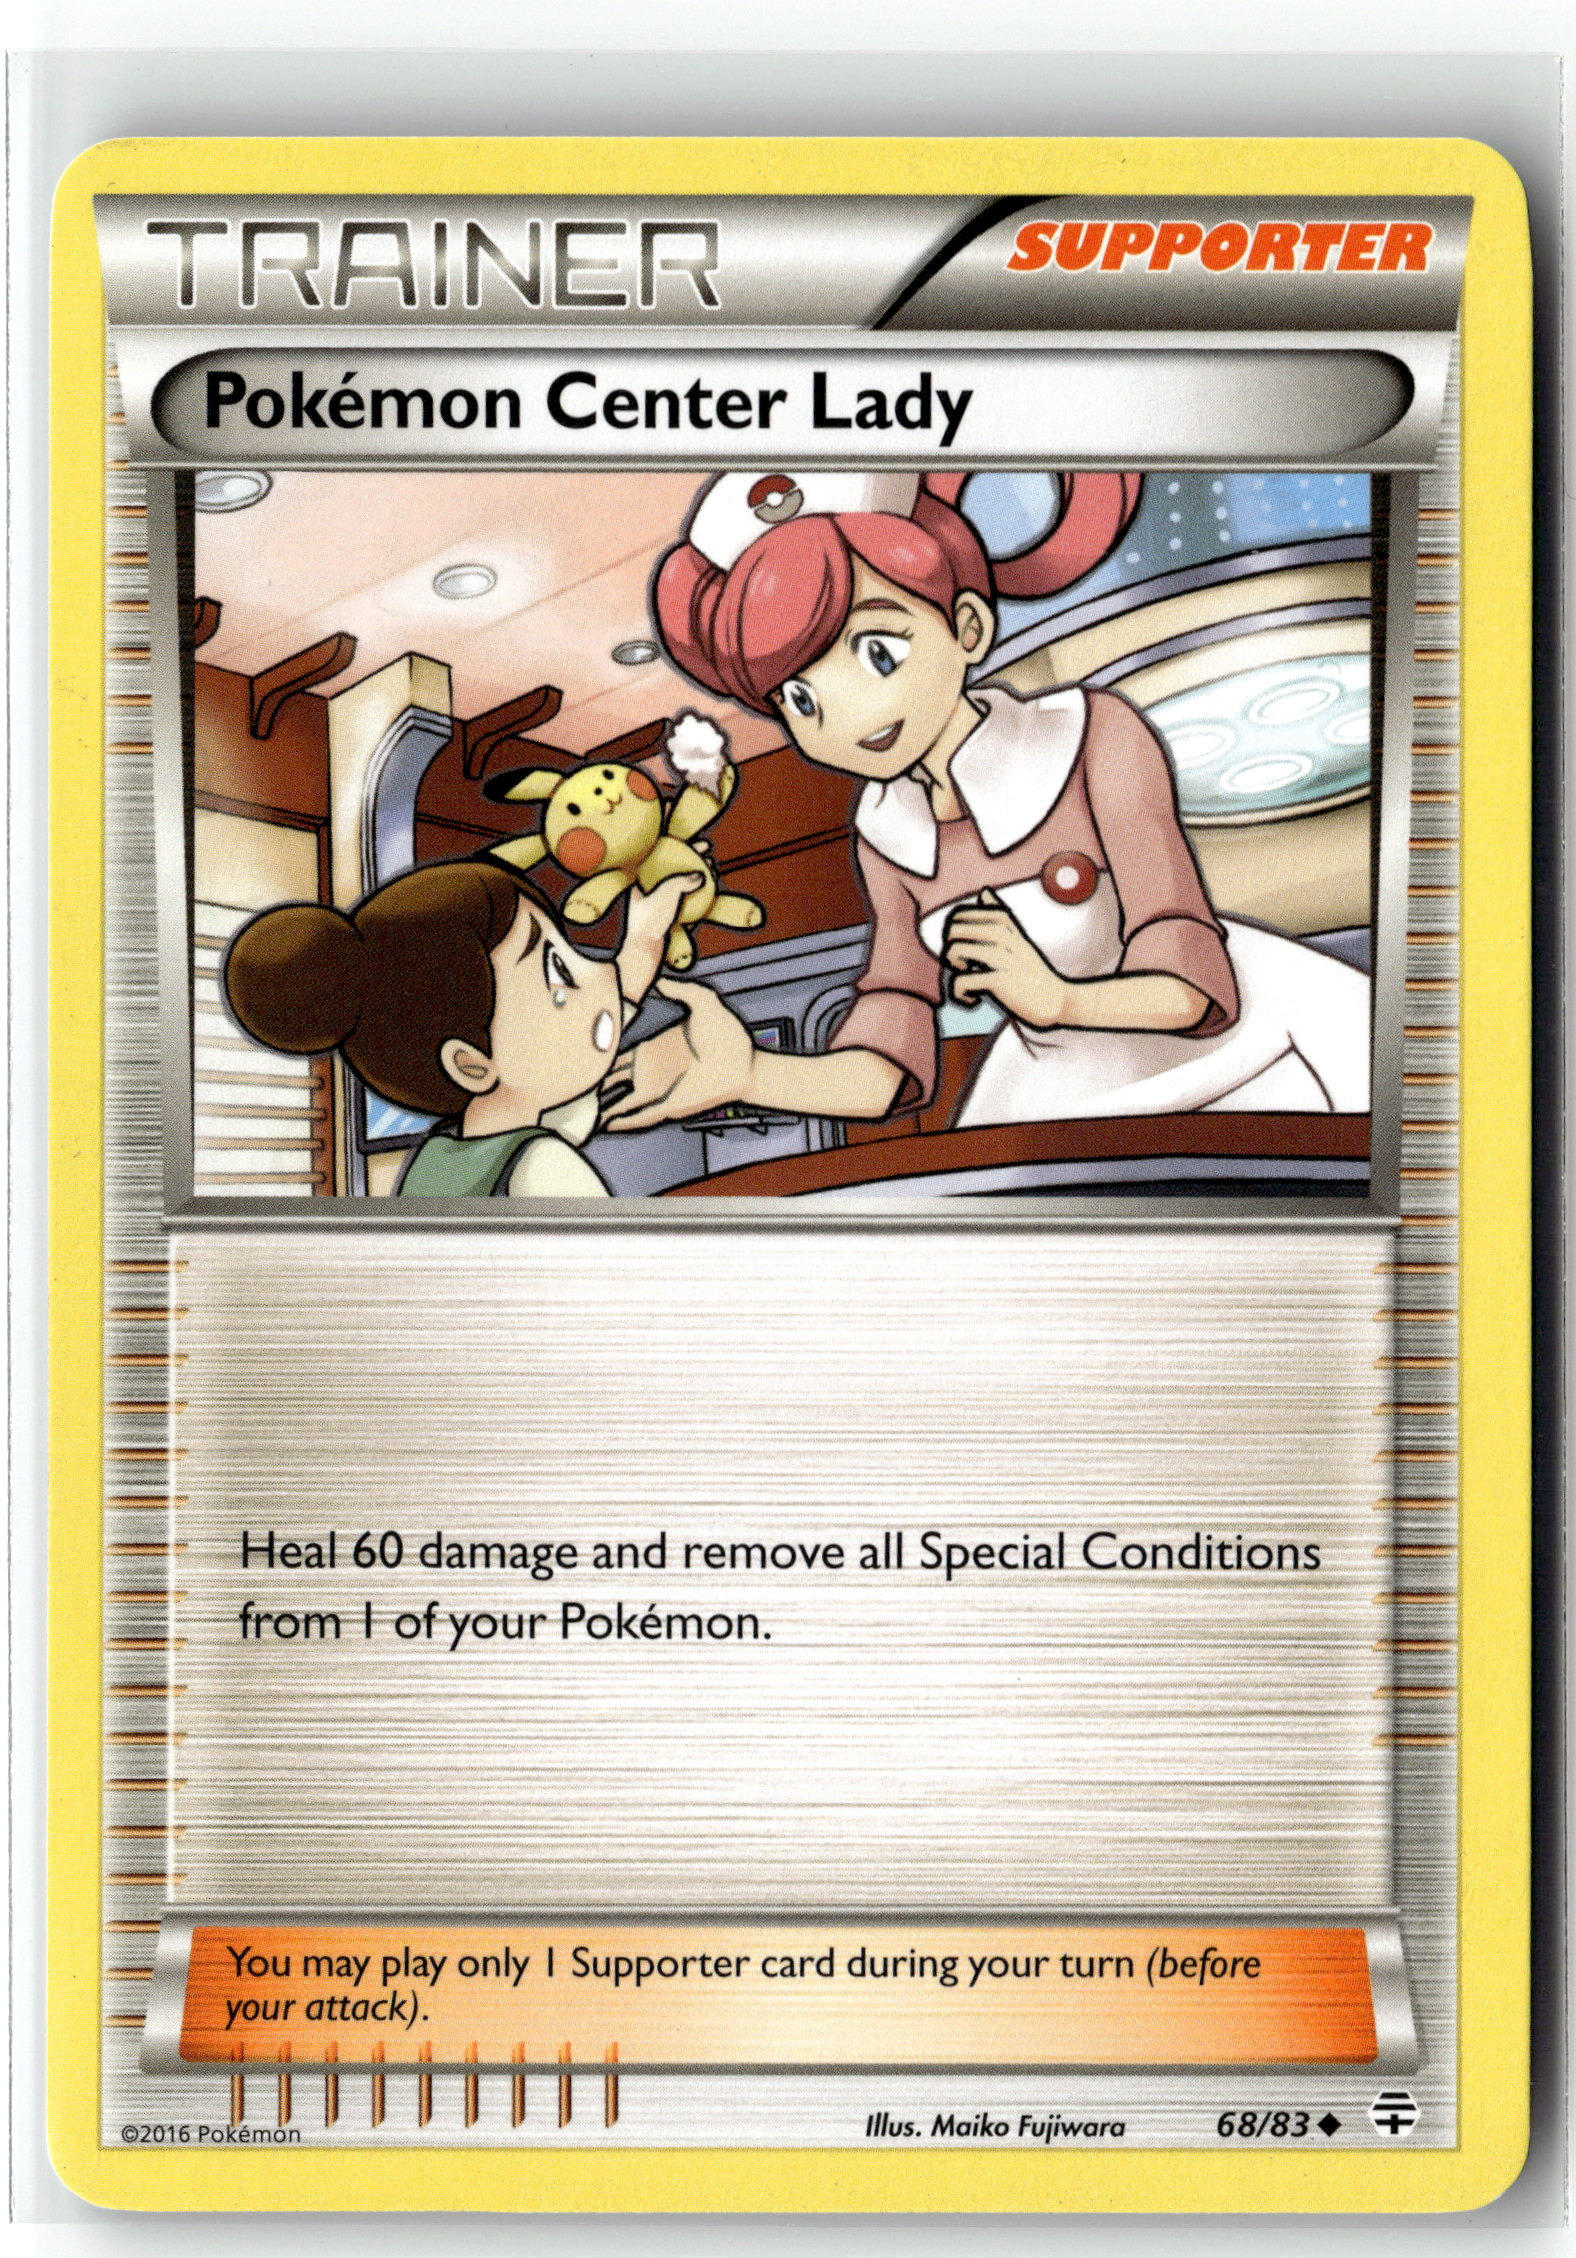 TRAINER
SUPPORTER
Pokémon Center Lady
Heal 60 damage and remove all Special Conditions
from 1 of your Pokémon.
You may play only 1 Supporter card during your turn (before
your attack).
©2016 Pokémon
Illus. Maiko Fujiwara
68/83